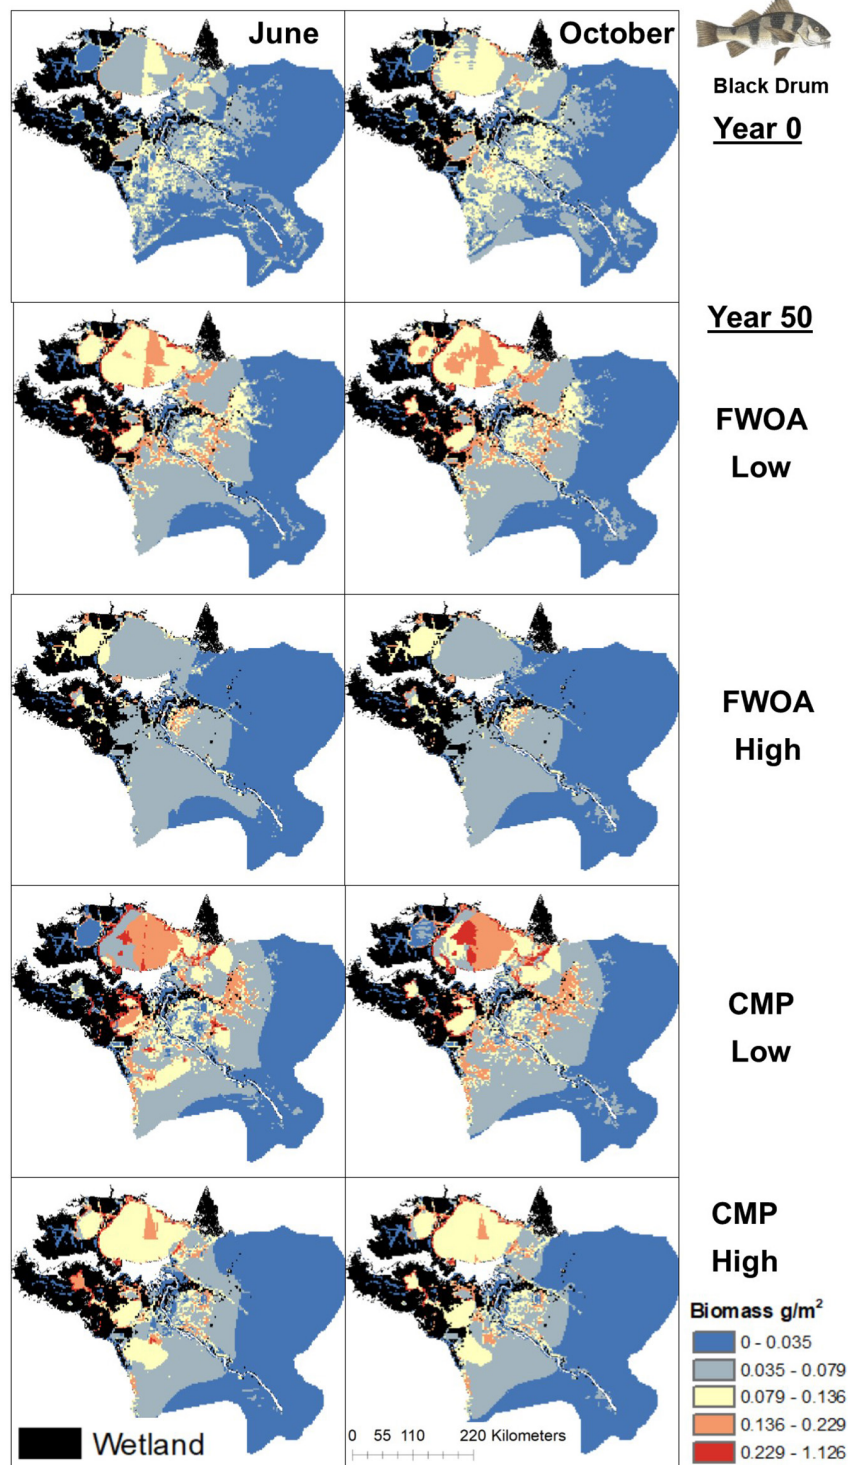 June
October
Black Drum
Year 0
Year 50
FWOA
Low
FWOA
High
CMP
Low
CMP
High
Biomass g/m²
0 - 0.035
0.035 - 0.079
0.079 - 0.136
0.136 - 0.229
0.229 - 1.126
Wetland
0 55 110 220 Kilometers